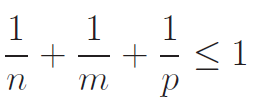 1/n + 1/m + 1/p ≤ 1